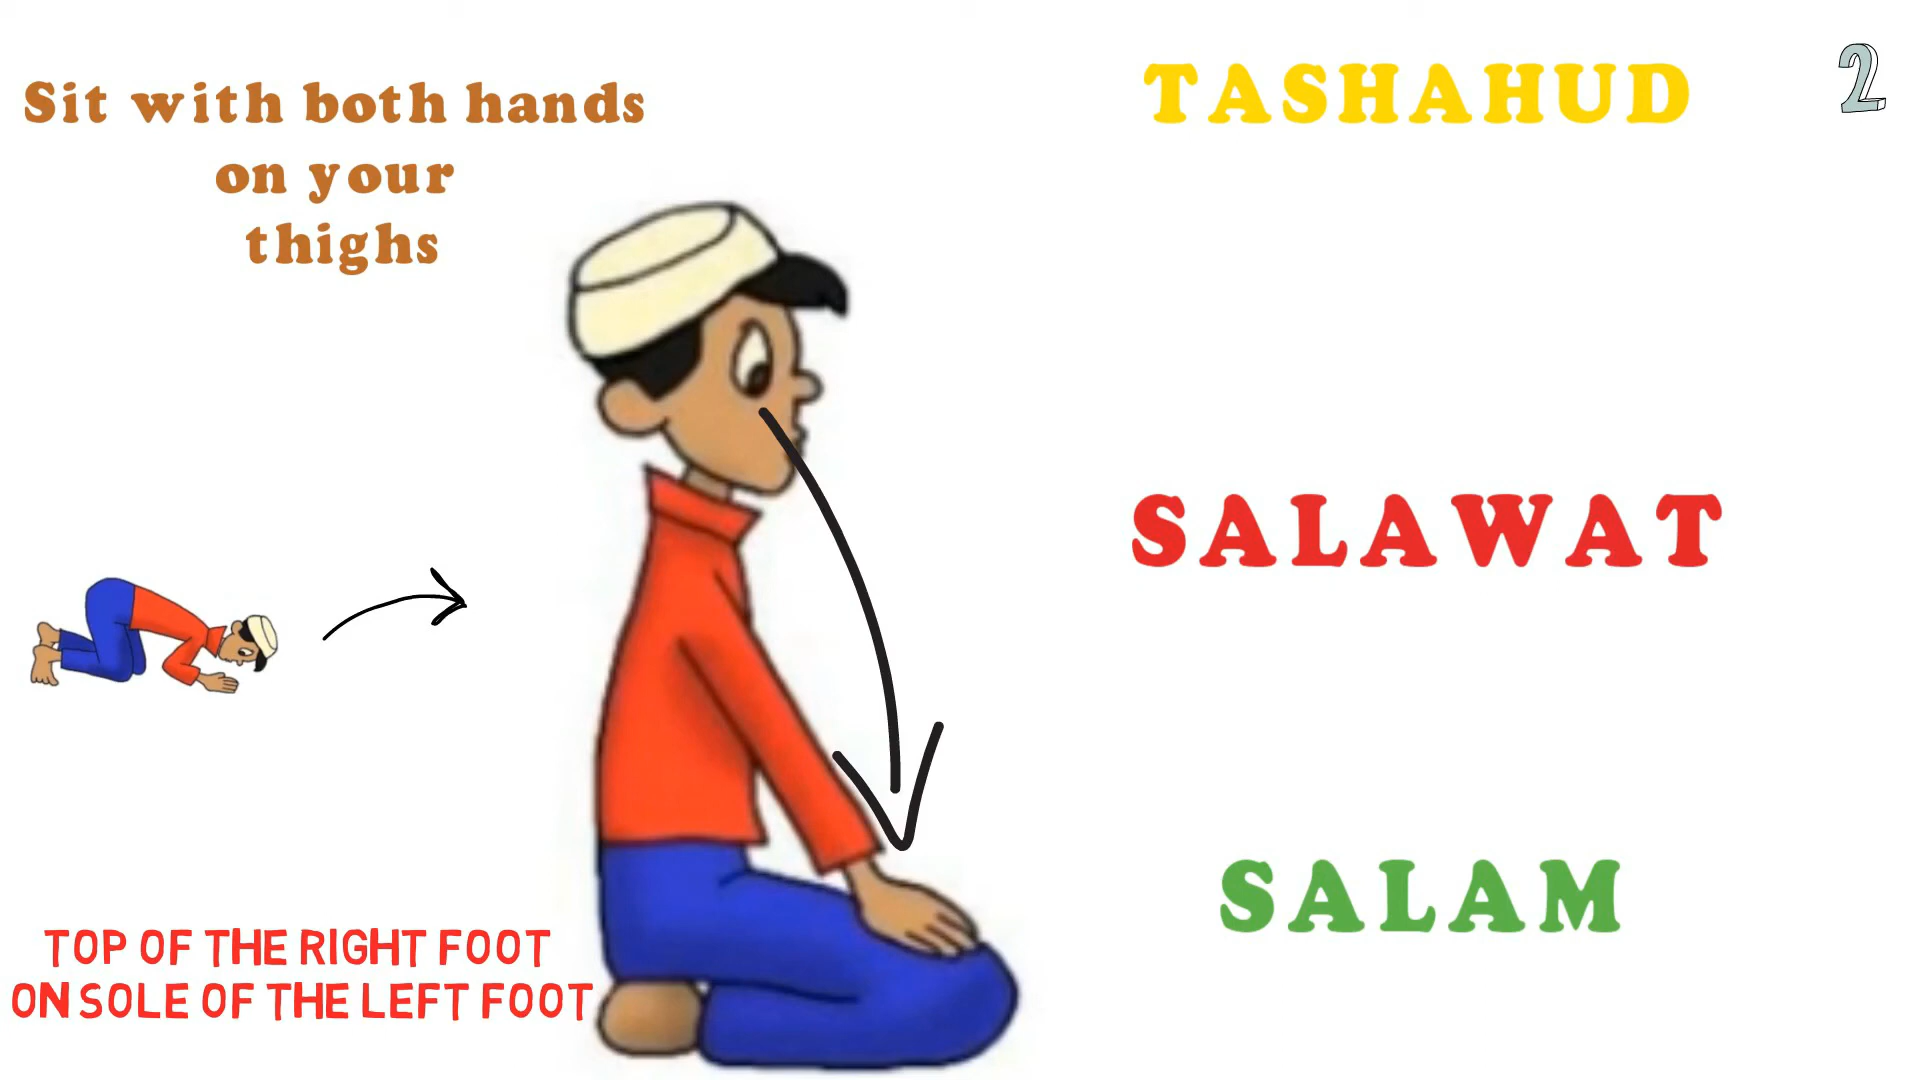 Sit with both hands
on your
thighs
TASHAHUD
2
SALAWAT
SALAM
TOP OF THE RIGHT FOOT
ON SOLE OF THE LEFT FOOT